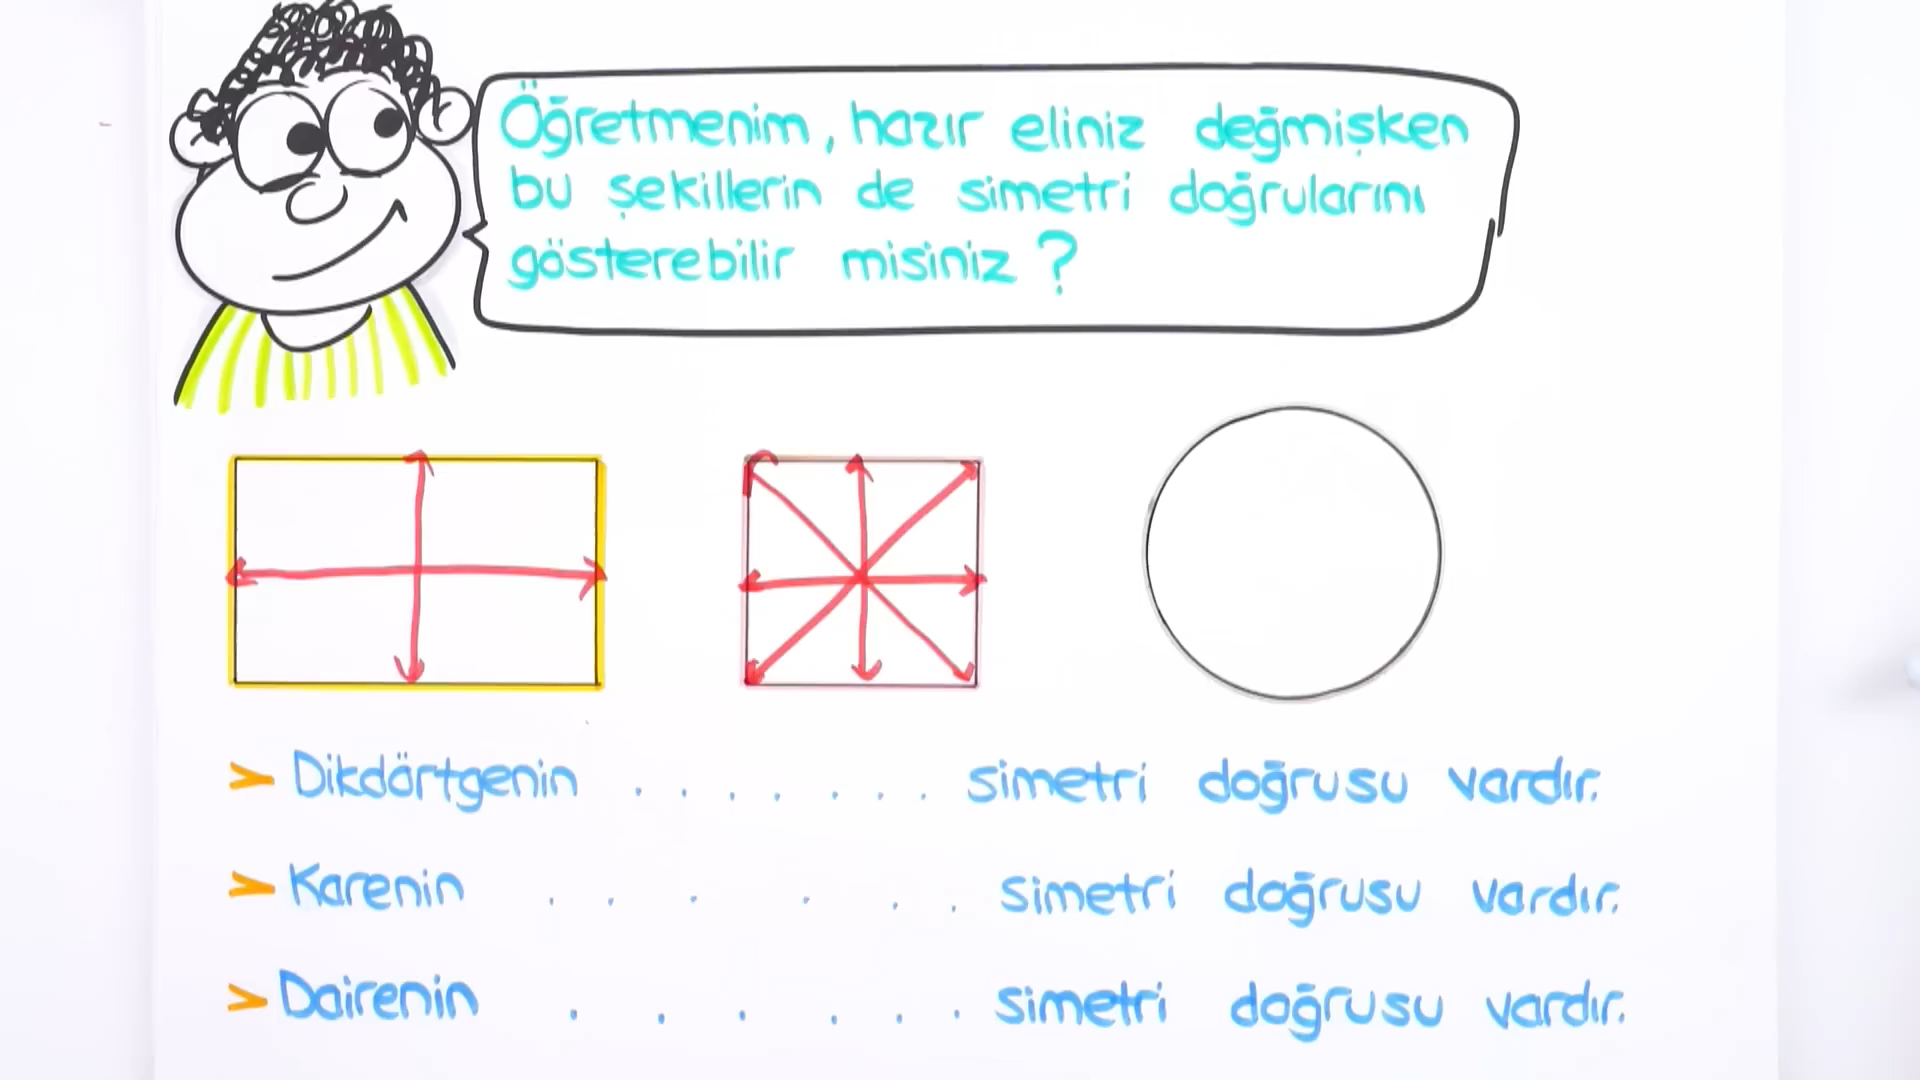 Öğretmenim, hazır eliniz değmişken
bu şekillerin de simetri doğrularını
gösterebilir misiniz ?
> Dikdörtgenin . . . . . . . simetri doğrusu vardır.
> Karenin . . . . . . simetri doğrusu vardır.
> Dairenin . . . . . . simetri doğrusu vardır.